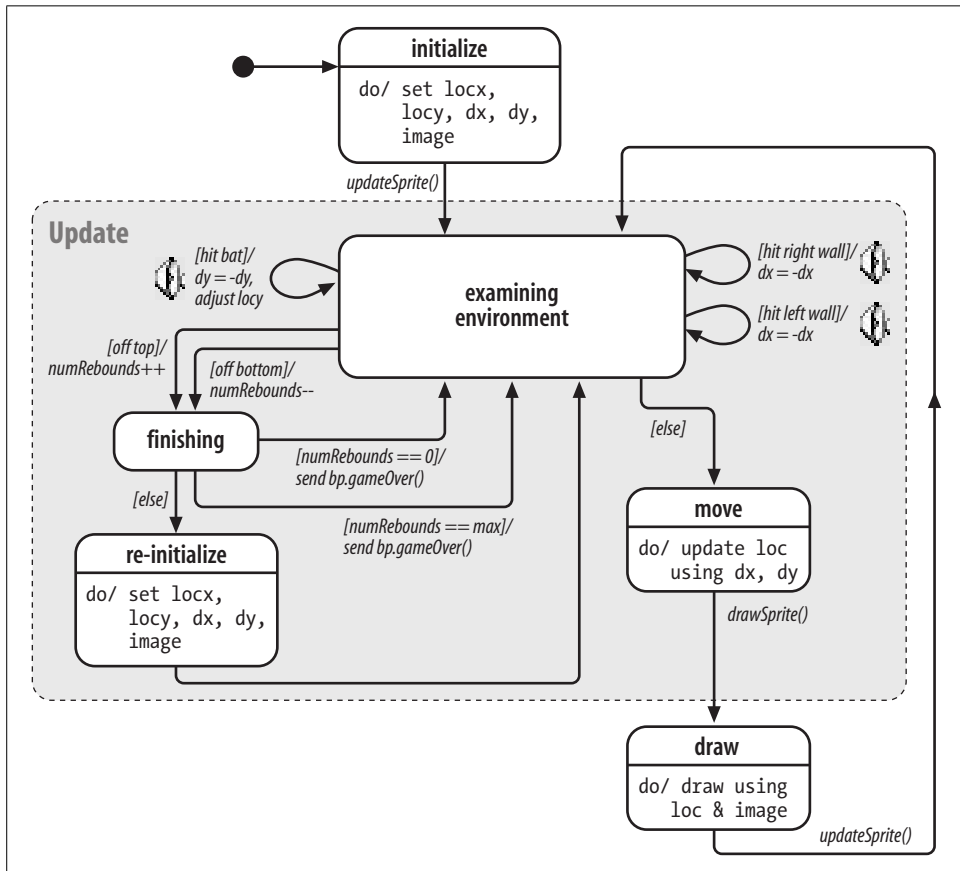 initialize
do/ set locx,
locy, dx, dy,
image
updateSprite()
Update
[hit bat]/
dy = -dy,
adjust locy
examining
environment
[hit right wall]/
dx = -dx
[hit left wall]/
dx = -dx
[off top]/
numRebounds++
[off bottom]/
numRebounds--
finishing
[numRebounds == 0]/
send bp.gameOver()
[else]
[else]
[numRebounds == max]/
send bp.gameOver()
re-initialize
do/ set locx,
locy, dx, dy,
image
move
do/ update loc
using dx, dy
drawSprite()
draw
do/ draw using
loc & image
updateSprite()